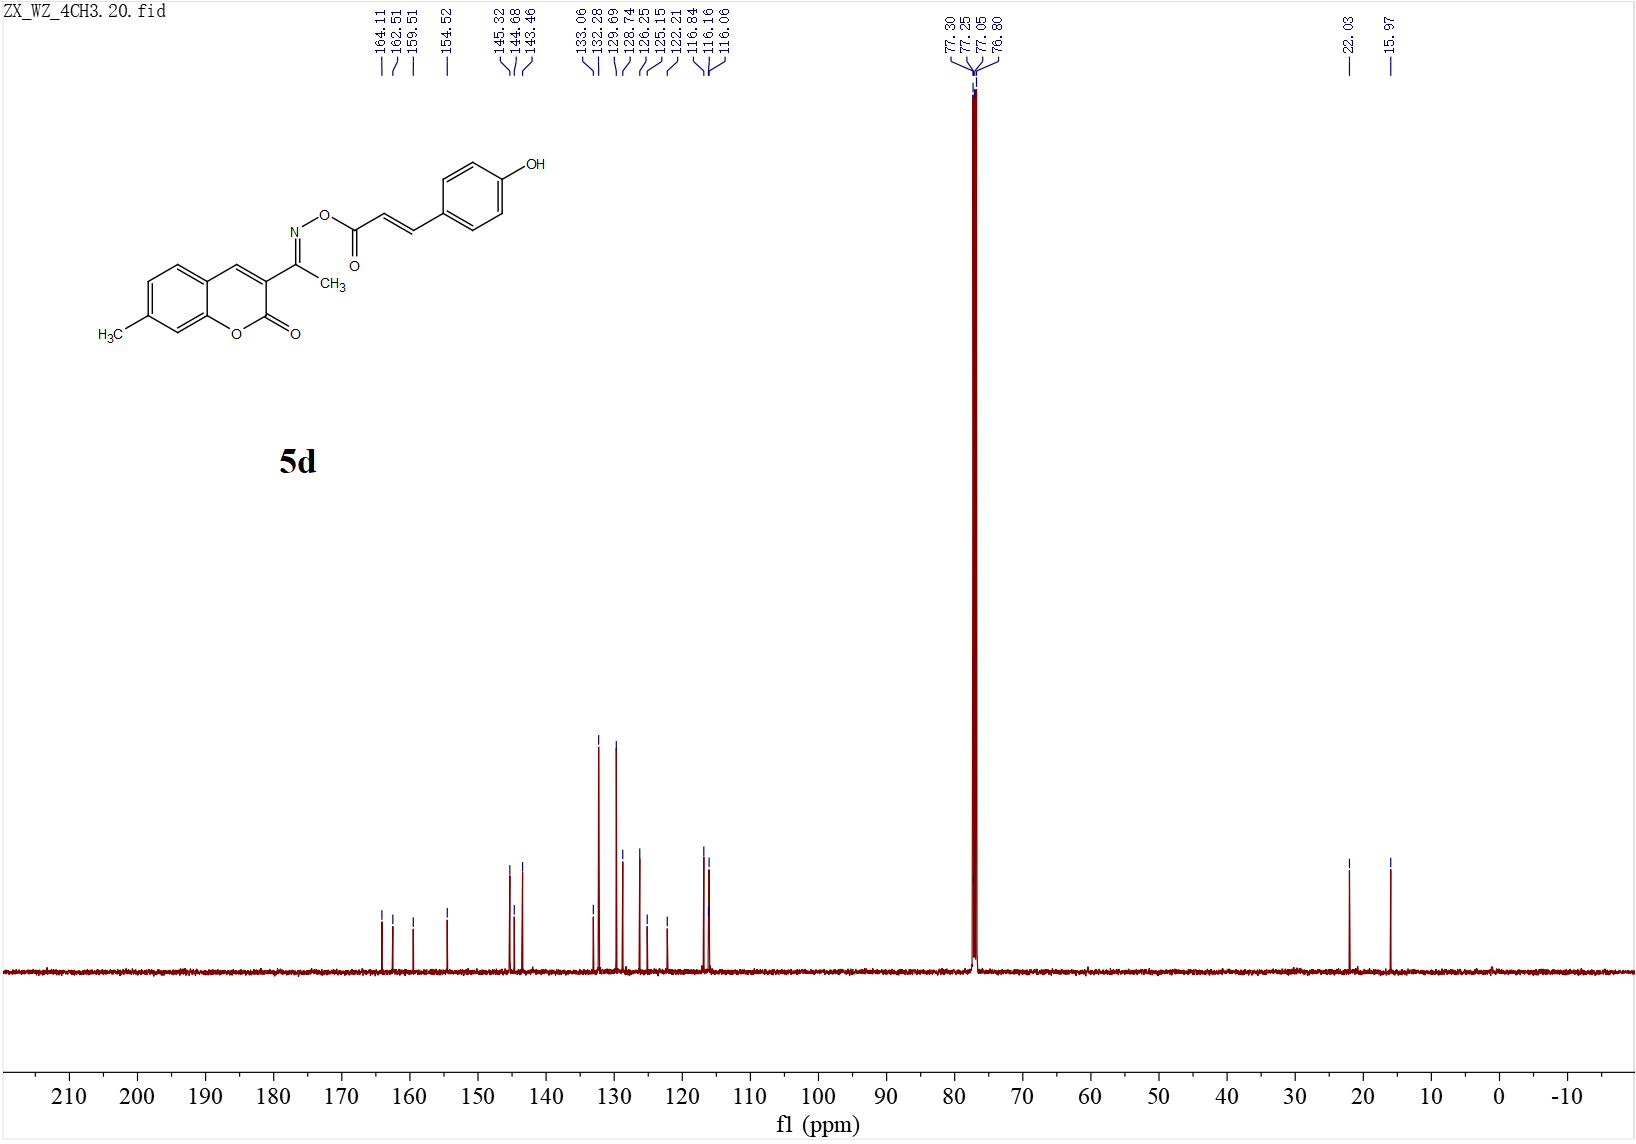 ZX_WZ_4CH3.20.fid
164.11
162.51
159.51
154.52
145.32
144.68
143.46
133.06
132.28
129.69
128.74
126.25
125.15
122.21
116.84
116.16
116.06
77.30
77.25
77.05
76.80
22.03
15.97
OH
O
N
O
CH3
H3C
O
O
5d
210 200 190 180 170 160 150 140 130 120 110 100 90 80 70 60 50 40 30 20 10 0 -10
f1 (ppm)